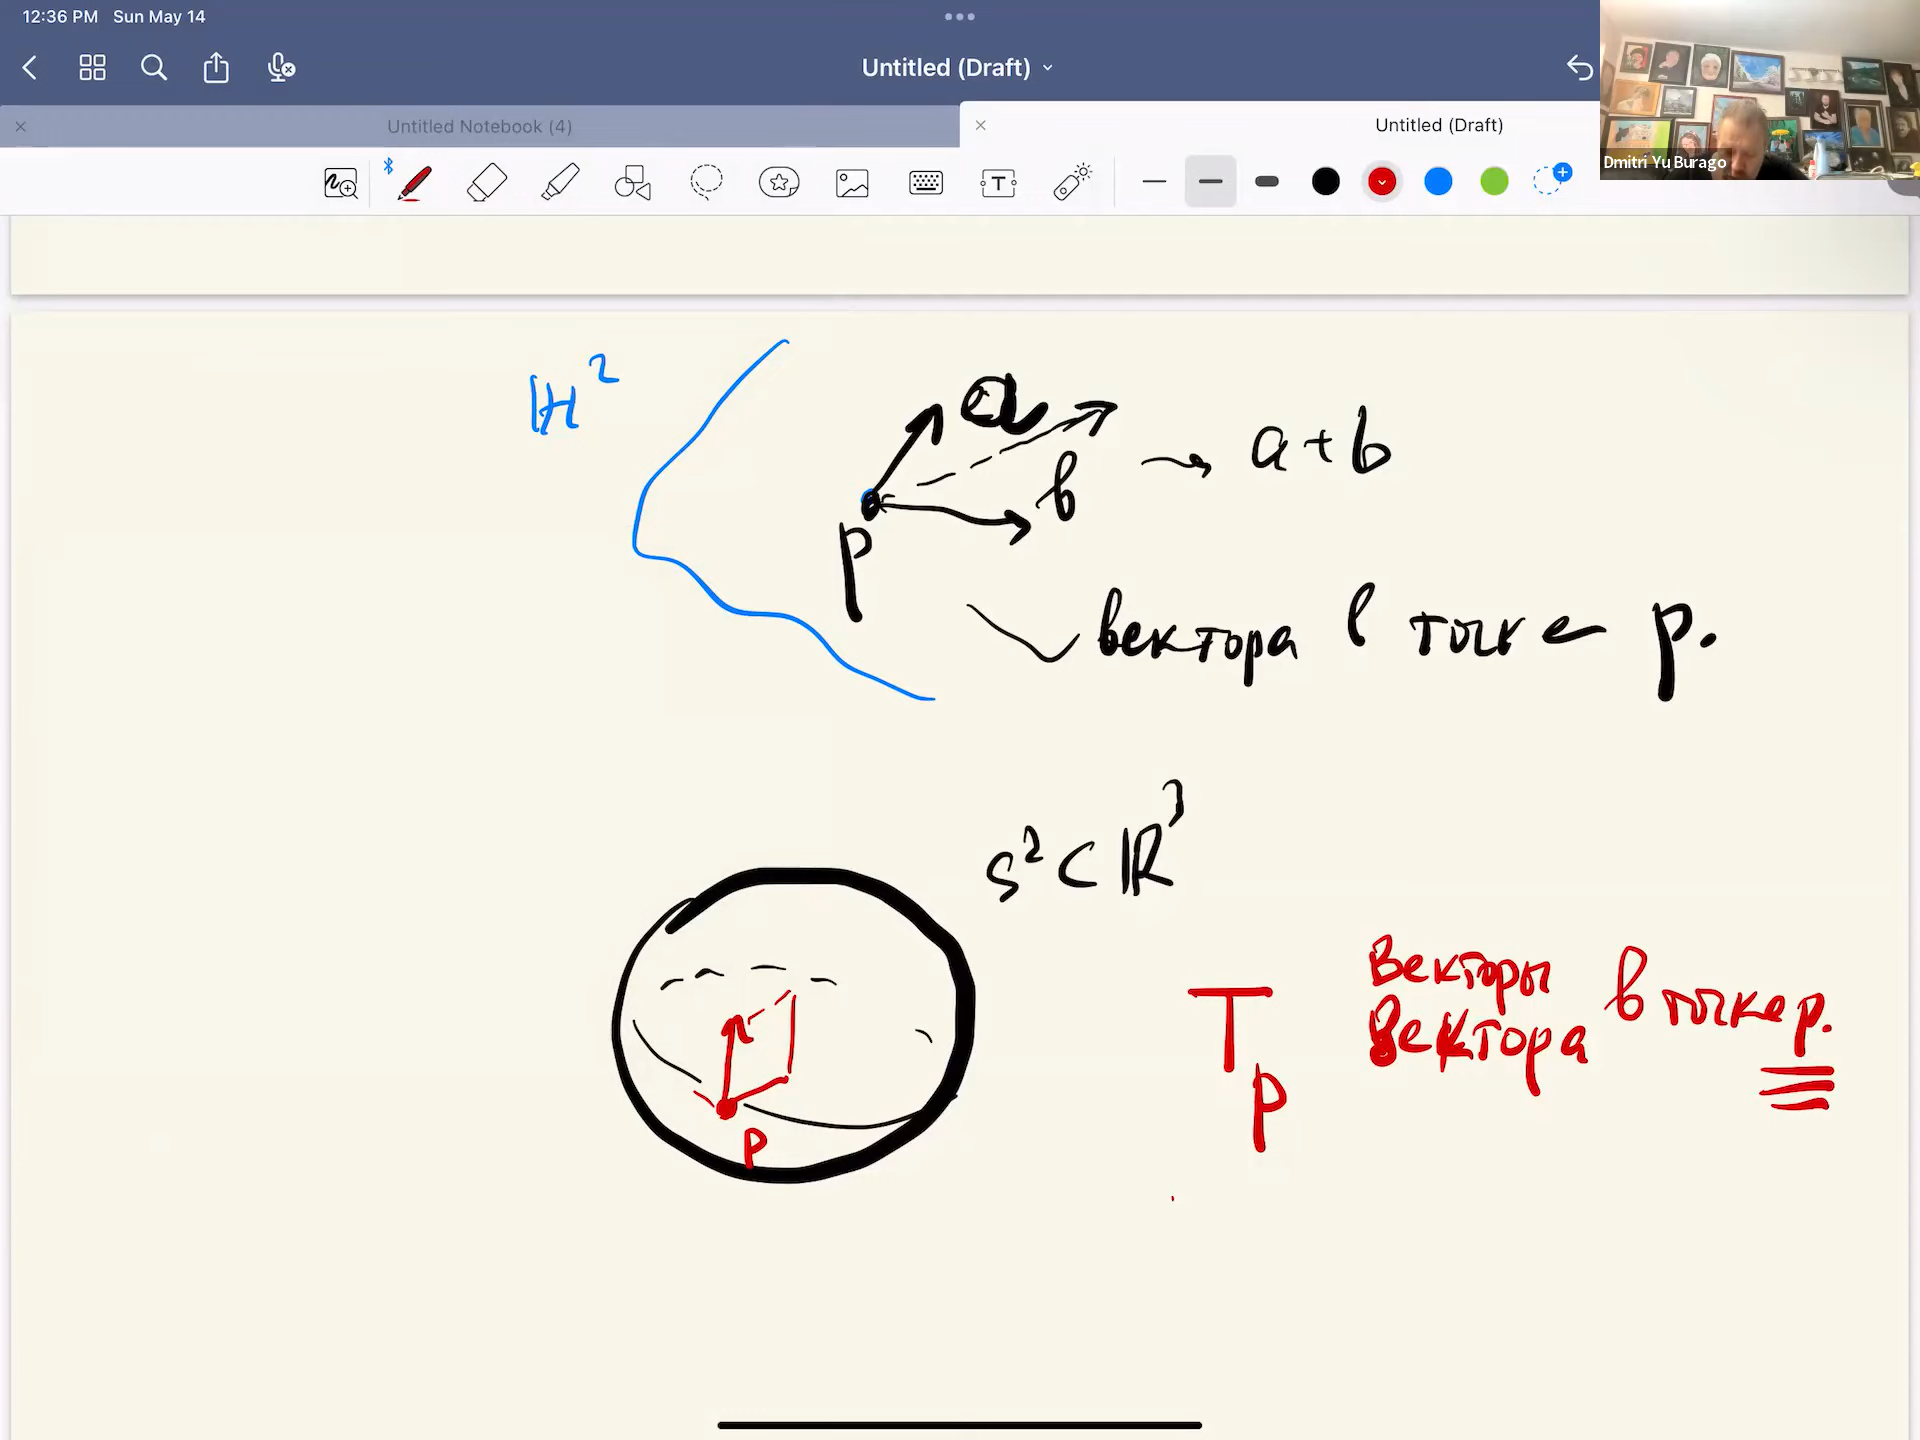 12:36 PM Sun May 14
Untitled (Draft)
Untitled Notebook (4)
Untitled (Draft)
Dmitri Yu Burago
T
H²
a
b
→ a+b
p
вектора в точке p.
S² ⊂ ℝ³
Векторы
Вектора в точке p.
T_p
p